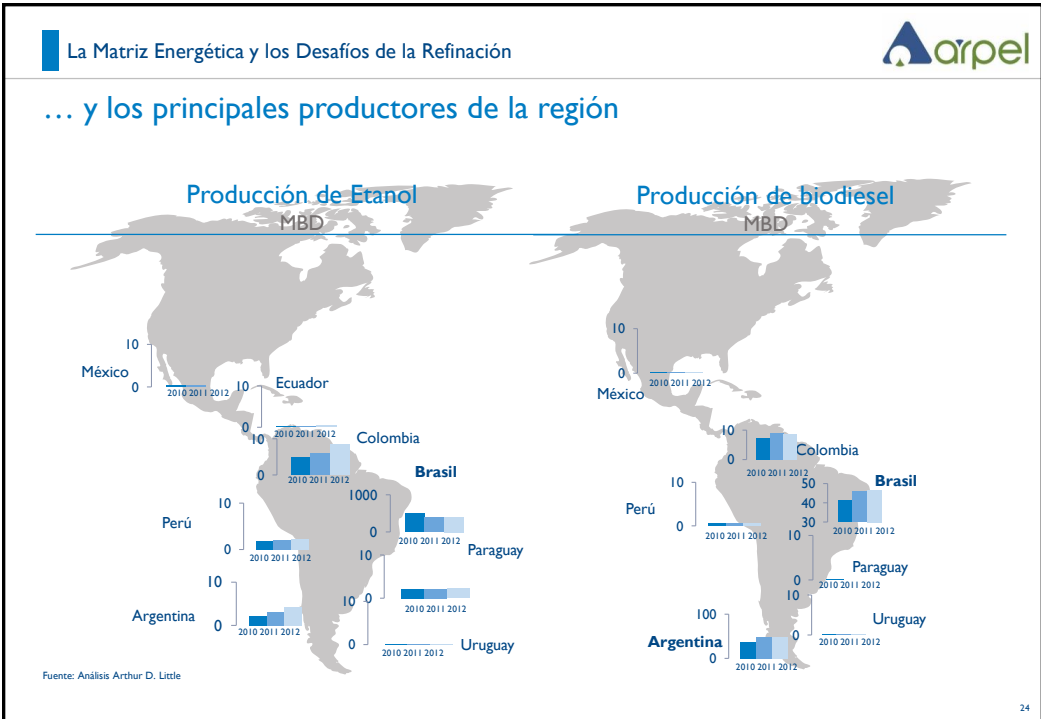 La Matriz Energética y los Desafíos de la Refinación
arpel
… y los principales productores de la región
Producción de Etanol
MBD
México
10
0
2010 2011 2012
Ecuador
10
0
2010 2011 2012
Colombia
10
0
2010 2011 2012
Brasil
1000
0
2010 2011 2012
Perú
10
0
2010 2011 2012
Paraguay
10
0
2010 2011 2012
Argentina
10
0
2010 2011 2012
Uruguay
10
0
2010 2011 2012
Producción de biodiesel
MBD
México
10
0
2010 2011 2012
Colombia
10
0
2010 2011 2012
Brasil
50
40
30
2010 2011 2012
Perú
10
0
2010 2011 2012
Paraguay
10
0
2010 2011 2012
Uruguay
10
0
2010 2011 2012
Argentina
100
0
2010 2011 2012
Fuente: Análisis Arthur D. Little
24